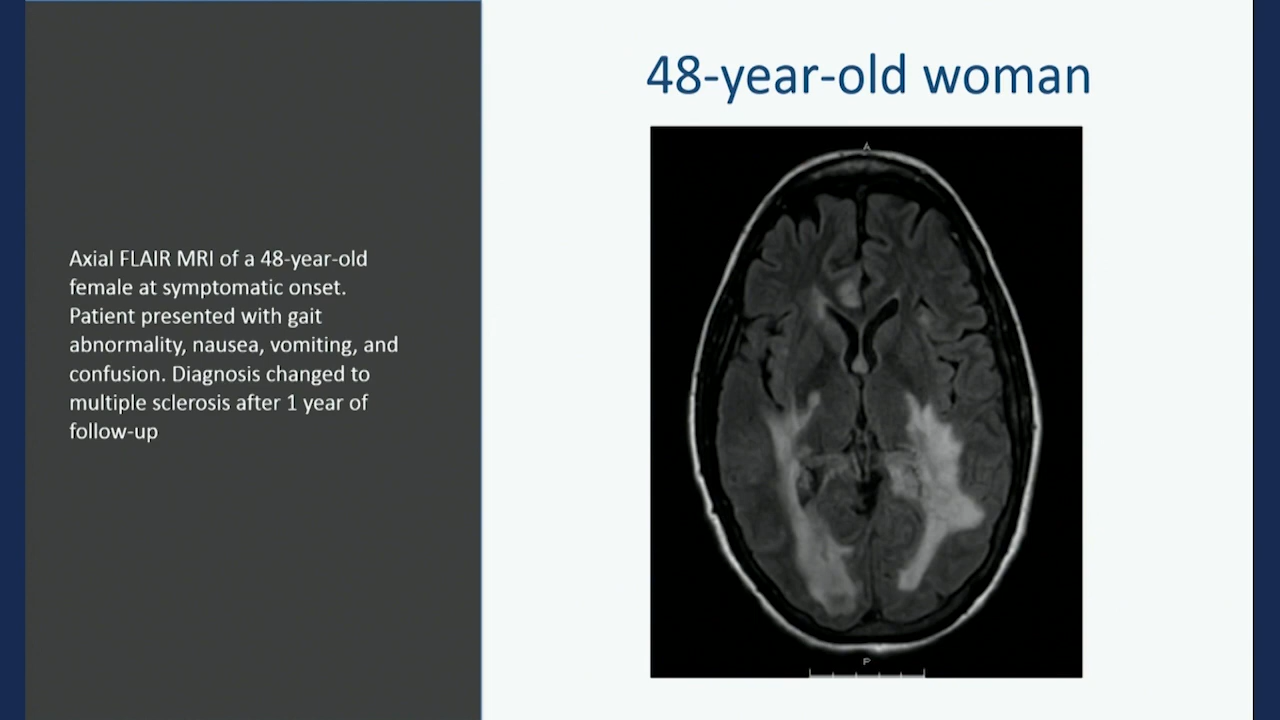 48-year-old woman
Axial FLAIR MRI of a 48-year-old
female at symptomatic onset.
Patient presented with gait
abnormality, nausea, vomiting, and
confusion. Diagnosis changed to
multiple sclerosis after 1 year of
follow-up
A
P